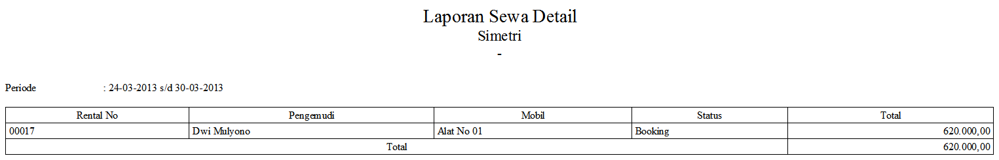 Laporan Sewa Detail
Simetri
-
Periode : 24-03-2013 s/d 30-03-2013
Rental No Pengemudi Mobil Status Total
00017 Dwi Mulyono Alat No 01 Booking 620.000,00
Total 620.000,00